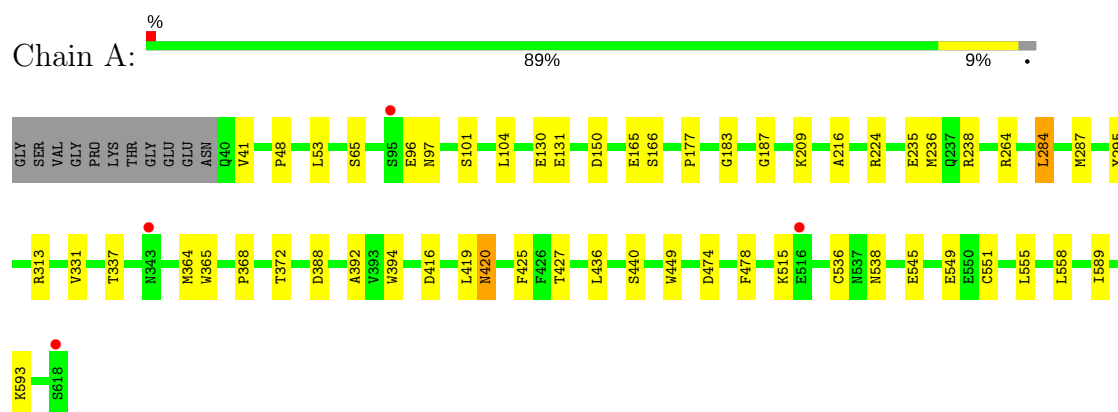 %
Chain A:
89% 9% •
GLY SER VAL GLY PRO LYS THR GLY GLU GLU ASN Q40 V41 P48 L53 S65 S95 E96 N97 S101 L104 E130 E131 D150 E165 S166 P177 G183 G187 K209 A216 R224 E235 M236 Q237 R238 R264 L284 M287
R313 V331 T337 N343 M364 W365 P368 T372 D388 A392 V393 W394 D416 L419 N420 F425 F426 T427 L436 S440 W449 D474 F478 K515 E516 C536 N537 N538 E545 E549 E550 C551 L555 L558 I589
K593 S618